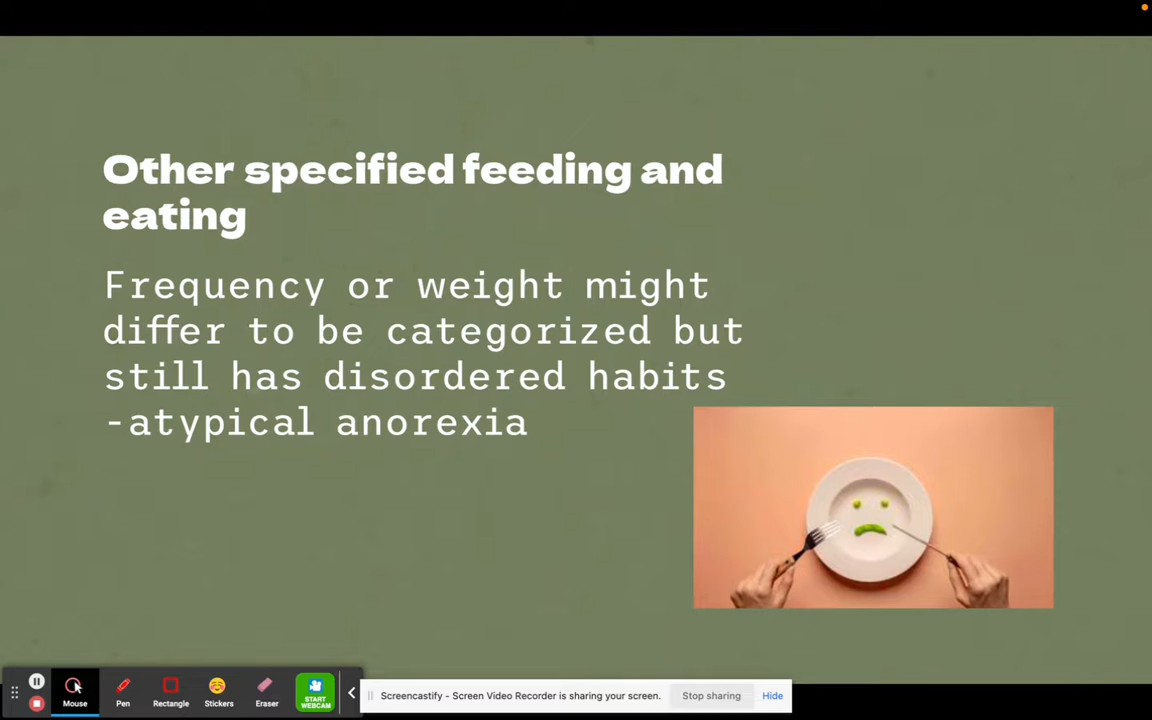 Other specified feeding and
eating
Frequency or weight might
differ to be categorized but
still has disordered habits
-atypical anorexia
Mouse
Pen
Rectangle
Stickers
Eraser
START
WEBCAM
Screencastify - Screen Video Recorder is sharing your screen.
Stop sharing
Hide